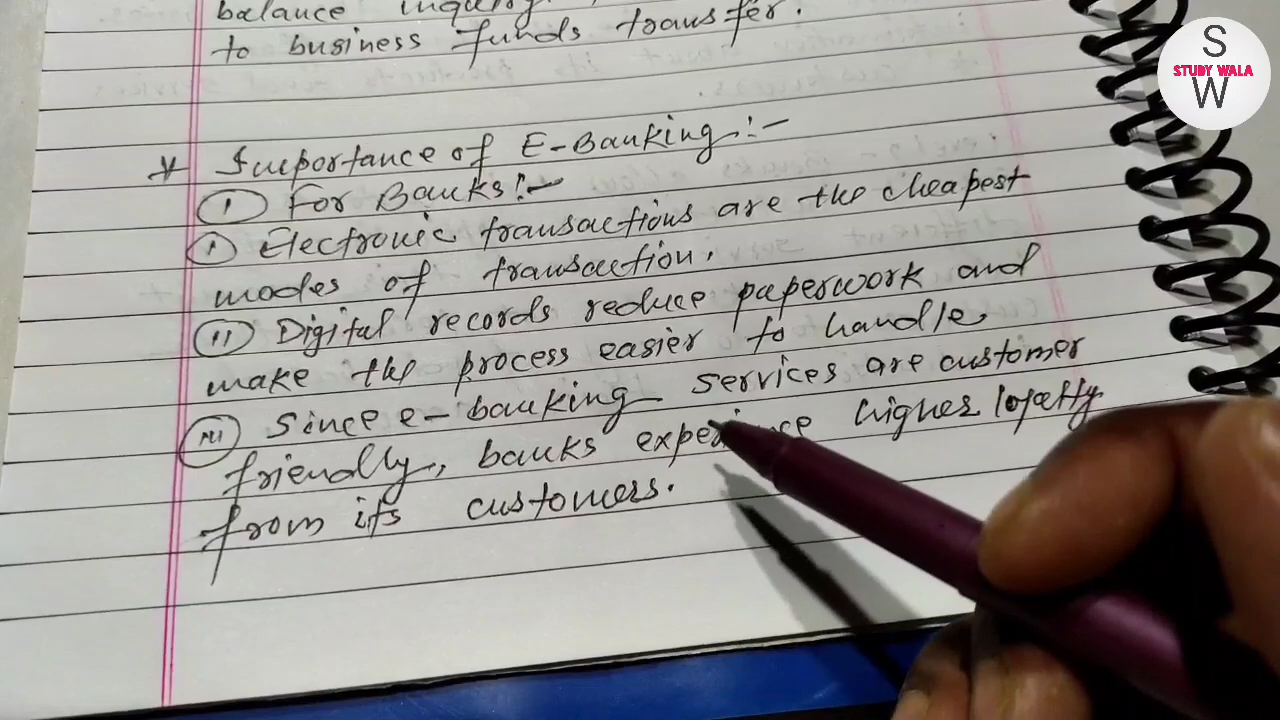 balance inquiry,
to business funds transfer.
* Importance of E-Banking:-
(I) For Banks:-
(I) Electronic transactions are the cheapest
modes of transaction.
(II) Digital records reduce paperwork and
make the process easier to handle.
(III) Since e-banking services are customer
friendly, banks experience higher loyalty
from its customers.
S
STUDY WALA
W